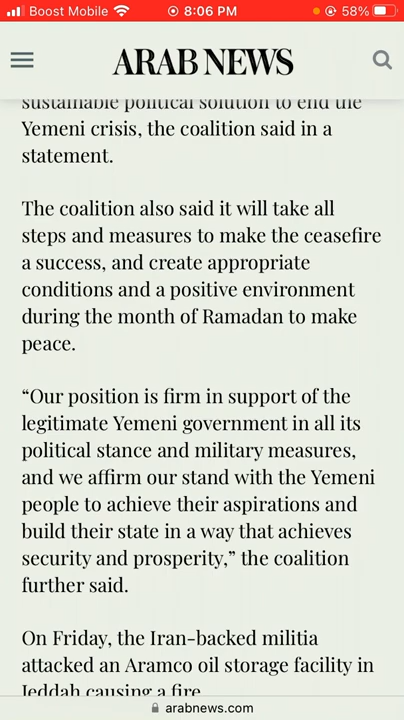 Boost Mobile 8:06 PM 58%
ARAB NEWS
sustainable political solution to end the
Yemeni crisis, the coalition said in a
statement.
The coalition also said it will take all
steps and measures to make the ceasefire
a success, and create appropriate
conditions and a positive environment
during the month of Ramadan to make
peace.
“Our position is firm in support of the
legitimate Yemeni government in all its
political stance and military measures,
and we affirm our stand with the Yemeni
people to achieve their aspirations and
build their state in a way that achieves
security and prosperity,” the coalition
further said.
On Friday, the Iran-backed militia
attacked an Aramco oil storage facility in
Jeddah causing a fire.
arabnews.com